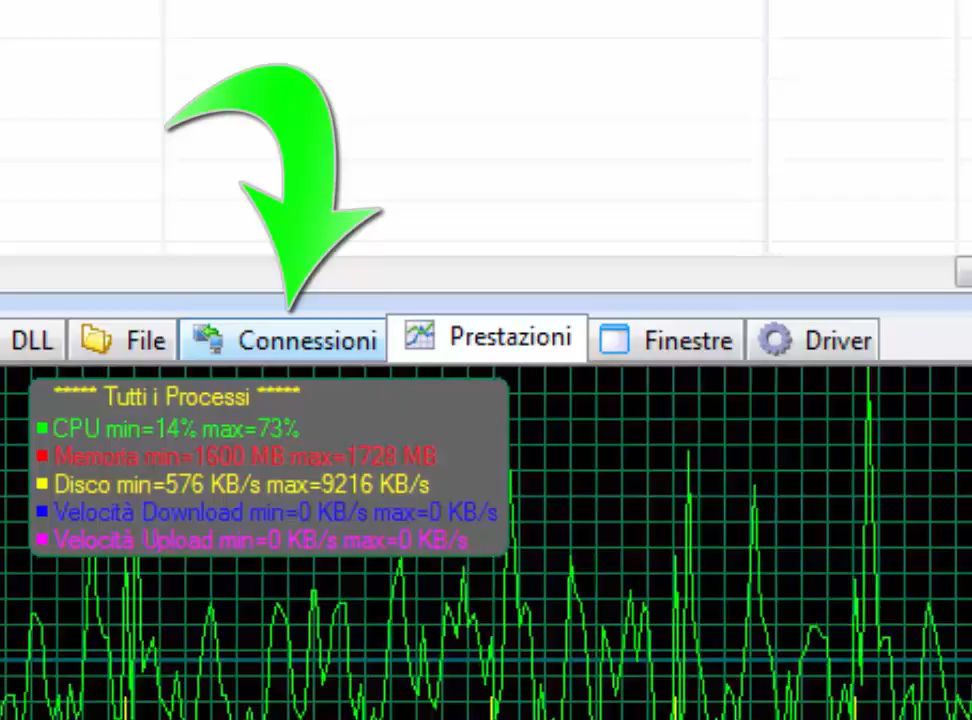 DLL File Connessioni Prestazioni Finestre Driver
***** Tutti i Processi *****
CPU min=14% max=73%
Memoria min=1600 MB max=1728 MB
Disco min=576 KB/s max=9216 KB/s
Velocità Download min=0 KB/s max=0 KB/s
Velocità Upload min=0 KB/s max=0 KB/s